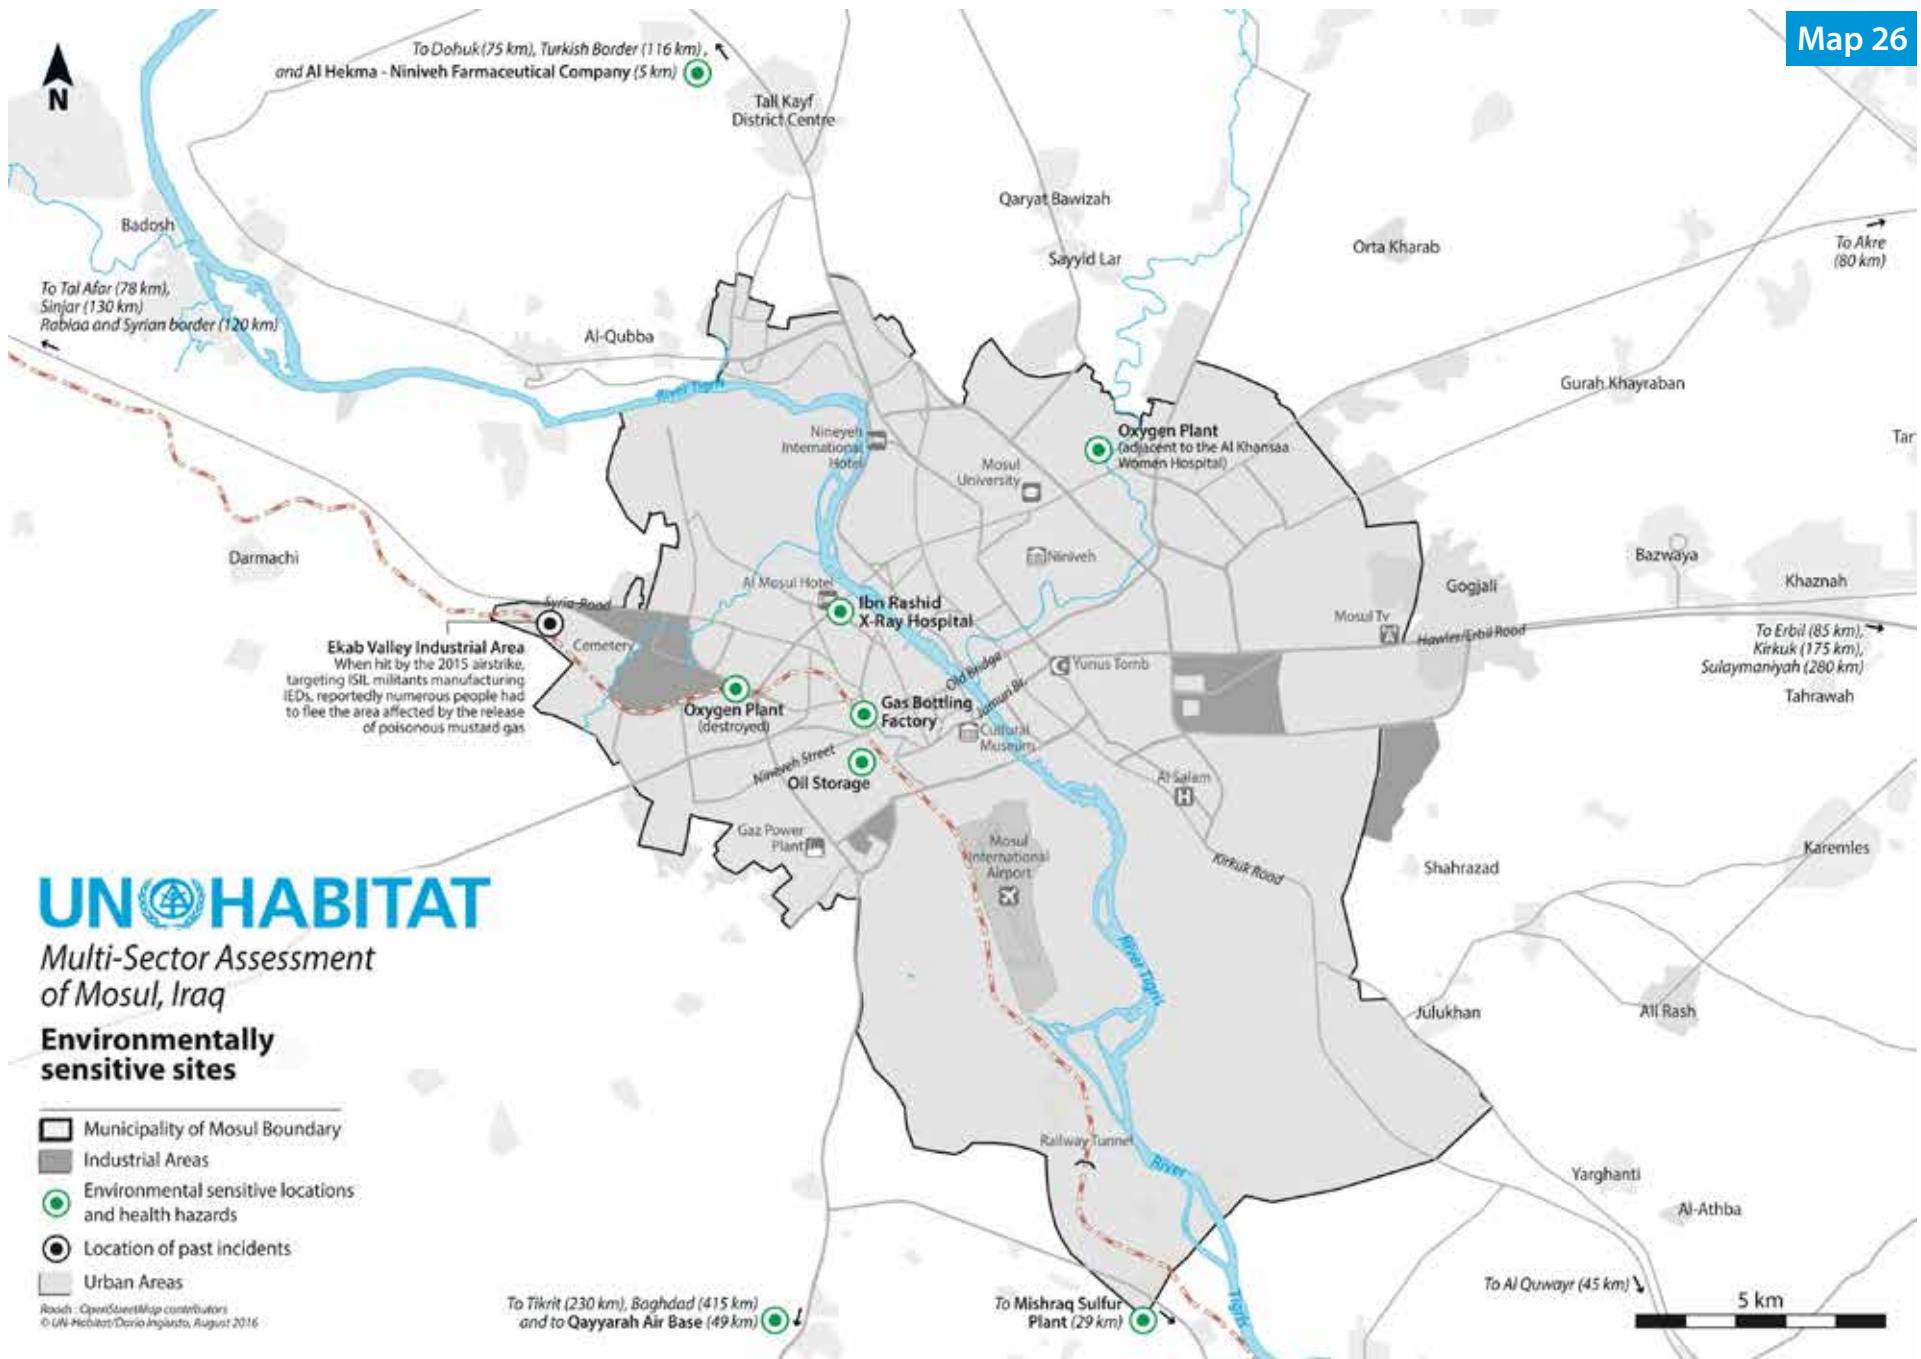 Map 26
N
To Dohuk (75 km), Turkish Border (116 km),
and Al Hekma - Niniveh Farmaceutical Company (5 km)
Tall Kayf
District Centre
Qaryat Bawizah
Sayyid Lar
Orta Kharab
To Akre
(80 km)
Badosh
To Tal Afar (78 km),
Sinjar (130 km)
Rabiaa and Syrian border (120 km)
Al-Qubba
River Tigris
Gurah Khayraban
Nineyeh
International
Hotel
Oxygen Plant
(adjacent to the Al Khansaa
Women Hospital)
Mosul
University
Tar
Darmachi
Niniveh
Bazwaya
Khaznah
Gogjali
Al Mosul Hotel
Syria Road
Ibn Rashid
X-Ray Hospital
Mosul Tv
Hawler/Erbil Road
To Erbil (85 km),
Kirkuk (175 km),
Sulaymaniyah (280 km)
Tahrawah
Cemetery
Ekab Valley Industrial Area
When hit by the 2015 airstrike,
targeting ISIL militants manufacturing
IEDs, reportedly numerous people had
to flee the area affected by the release
of poisonous mustard gas
Old Bridge
Yunus Tomb
Jumuri Br.
Oxygen Plant
(destroyed)
Gas Bottling
Factory
Cultural
Museum
Nineveh Street
Oil Storage
Al Salam
H
Gaz Power
Plant
Mosul
International
Airport
Kirkuk Road
Shahrazad
Karemles
River Tigris
Julukhan
Ali Rash
Railway Tunnel
River
Tigris
Yarghanti
Al-Athba
To Al Quwayr (45 km)
5 km
To Tikrit (230 km), Baghdad (415 km)
and to Qayyarah Air Base (49 km)
To Mishraq Sulfur
Plant (29 km)
UN HABITAT
Multi-Sector Assessment
of Mosul, Iraq
Environmentally
sensitive sites
Municipality of Mosul Boundary
Industrial Areas
Environmental sensitive locations
and health hazards
Location of past incidents
Urban Areas
Roads : OpenStreetMap contributors
© UN-Habitat/Dario Ingiusto, August 2016